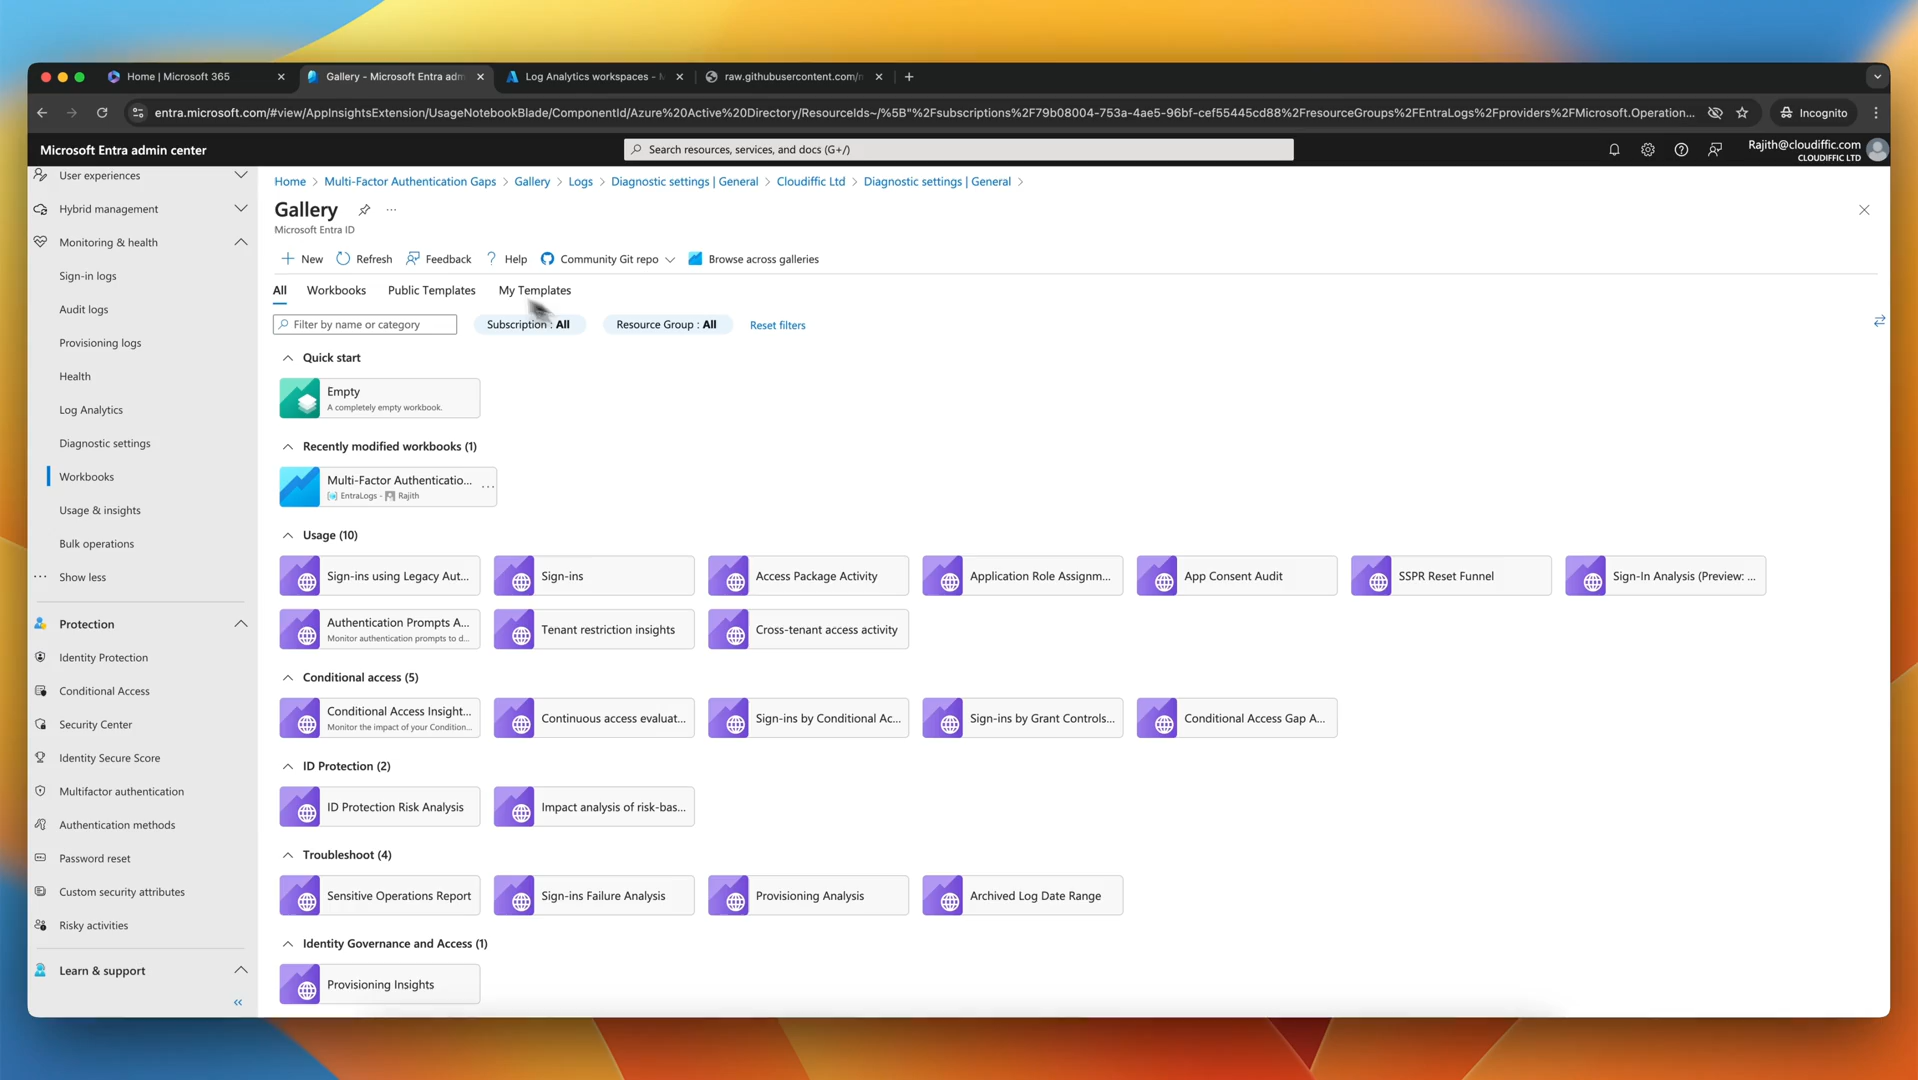 Home | Microsoft 365
Gallery - Microsoft Entra adm
Log Analytics workspaces -
raw.githubusercontent.com/
entra.microsoft.com/#view/AppInsightsExtension/UsageNotebookBlade/ComponentId/Azure%20Active%20Directory/ResourceIds~/%5B"%2Fsubscriptions%2F79b08004-753a-4ae5-96bf-cef55445cd88%2FresourceGroups%2FEntraLogs%2Fproviders%2FMicrosoft.Operation...
Incognito
Microsoft Entra admin center
Search resources, services, and docs (G+/)
Rajith@cloudiffic.com
CLOUDIFFIC LTD
User experiences
Hybrid management
Monitoring & health
Sign-in logs
Audit logs
Provisioning logs
Health
Log Analytics
Diagnostic settings
Workbooks
Usage & insights
Bulk operations
Show less
Protection
Identity Protection
Conditional Access
Security Center
Identity Secure Score
Multifactor authentication
Authentication methods
Password reset
Custom security attributes
Risky activities
Learn & support
Home > Multi-Factor Authentication Gaps > Gallery > Logs > Diagnostic settings | General > Cloudiffic Ltd > Diagnostic settings | General >
Gallery
Microsoft Entra ID
New Refresh Feedback Help Community Git repo Browse across galleries
All Workbooks Public Templates My Templates
Filter by name or category Subscription : All Resource Group : All Reset filters
Quick start
Empty
A completely empty workbook.
Recently modified workbooks (1)
Multi-Factor Authenticatio...
EntraLogs - Rajith
Usage (10)
Sign-ins using Legacy Aut...
Sign-ins
Access Package Activity
Application Role Assignm...
App Consent Audit
SSPR Reset Funnel
Sign-In Analysis (Preview: ...
Authentication Prompts A...
Monitor authentication prompts to d...
Tenant restriction insights
Cross-tenant access activity
Conditional access (5)
Conditional Access Insight...
Monitor the impact of your Condition...
Continuous access evaluat...
Sign-ins by Conditional Ac...
Sign-ins by Grant Controls...
Conditional Access Gap A...
ID Protection (2)
ID Protection Risk Analysis
Impact analysis of risk-bas...
Troubleshoot (4)
Sensitive Operations Report
Sign-ins Failure Analysis
Provisioning Analysis
Archived Log Date Range
Identity Governance and Access (1)
Provisioning Insights